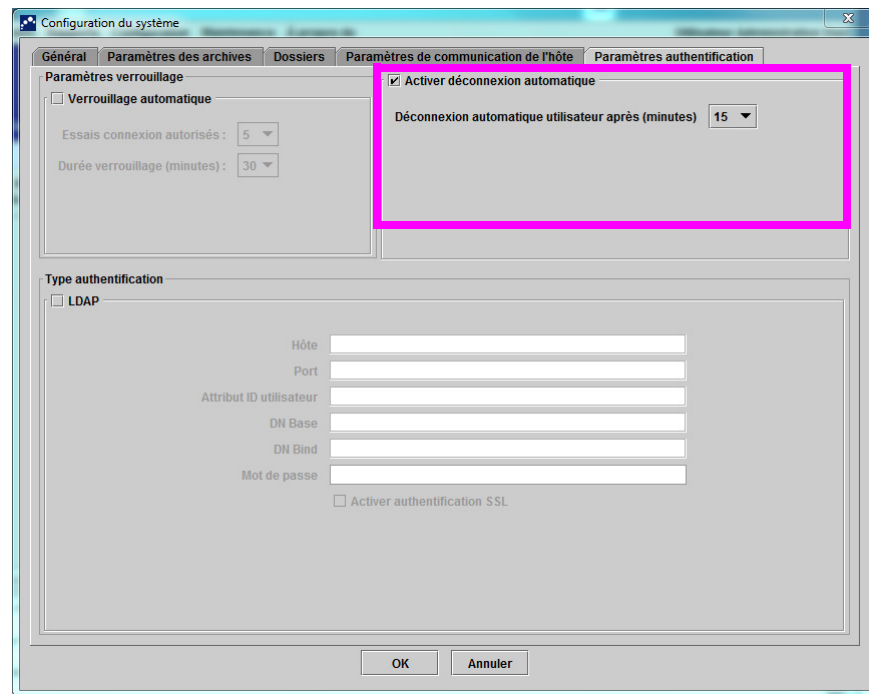 Configuration du système
Général Paramètres des archives Dossiers Paramètres de communication de l'hôte Paramètres authentification
Paramètres verrouillage
Verrouillage automatique
Essais connexion autorisés : 5
Durée verrouillage (minutes) : 30
Activer déconnexion automatique
Déconnexion automatique utilisateur après (minutes) 15
Type authentification
LDAP
Hôte
Port
Attribut ID utilisateur
DN Base
DN Bind
Mot de passe
Activer authentification SSL
OK Annuler